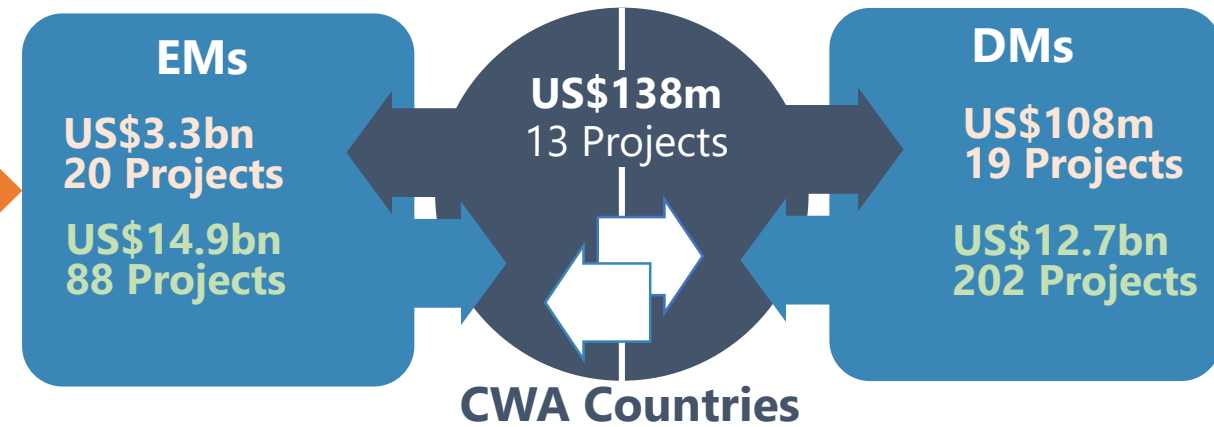 EMs
US$3.3bn
20 Projects
US$14.9bn
88 Projects
US$138m
13 Projects
CWA Countries
DMs
US$108m
19 Projects
US$12.7bn
202 Projects